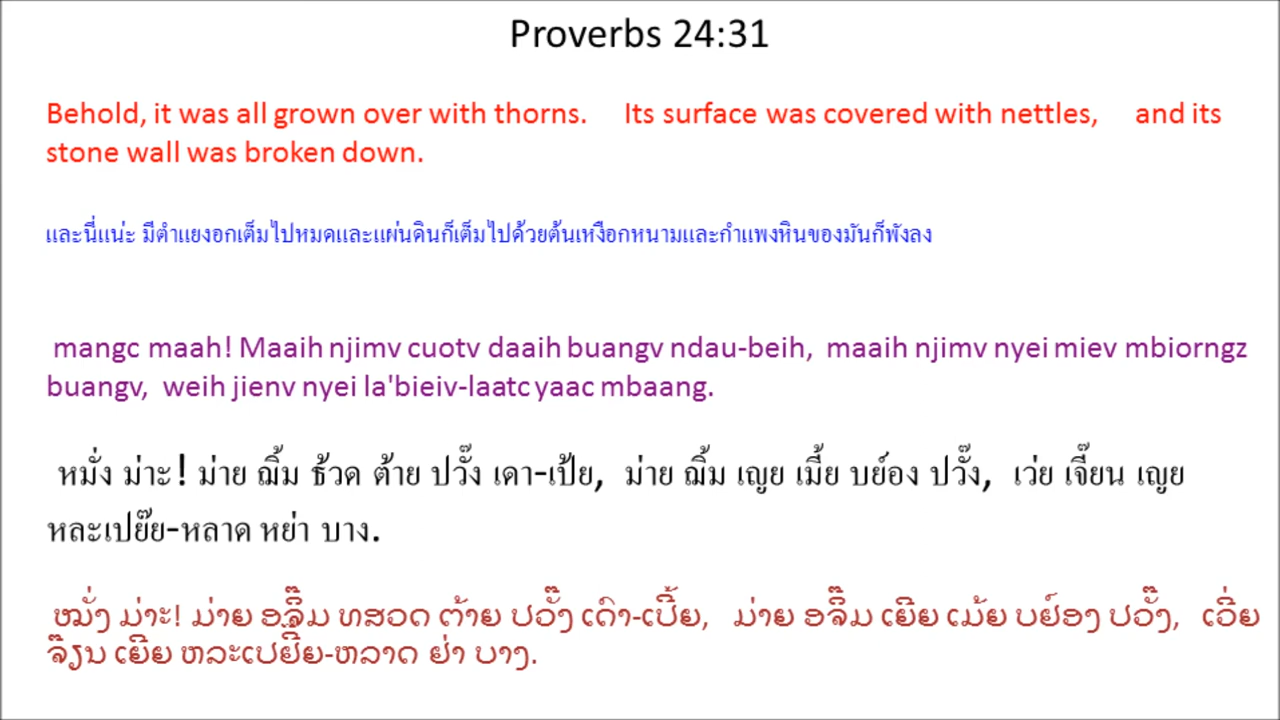 Proverbs 24:31
Behold, it was all grown over with thorns. Its surface was covered with nettles, and its
stone wall was broken down.
และนี่แน่ะ มีตำแยงอกเต็มไปหมดและแผ่นดินก็เต็มไปด้วยต้นเหงือกหนามและกำแพงหินของมันก็พังลง
mangc maah! Maaih njimv cuotv daaih buangv ndau-beih, maaih njimv nyei miev mbiorngz
buangv, weih jienv nyei la'bieiv-laatc yaac mbaang.
หมั่ง ม่าะ! ม่าย ฌิ้ม ธ้วด ต้าย ปวั๊ง เดา-เป้ย, ม่าย ฌิ้ม เญย เมี้ย บย์อง ปวั๊ง, เว่ย เจี๊ยน เญย
หละเปย๊ย-หลาด หย่า บาง.
ໝັ່ງ ມ່າະ! ມ່າຍ ອລິ໊ມ ທສວດ ຕ້າຍ ປວັ໊ງ ເດົາ-ເປີ້ຍ, ມ່າຍ ອລິ໊ມ ເຍີຍ ເມ້ຍ ບຢ໌ອງ ປວັ໊ງ, ເວີ່ຍ
ຈ໊ຽນ ເຍີຍ ຫລະເປຢີ໊ຍ-ຫລາດ ຢ່າ ບາງ.